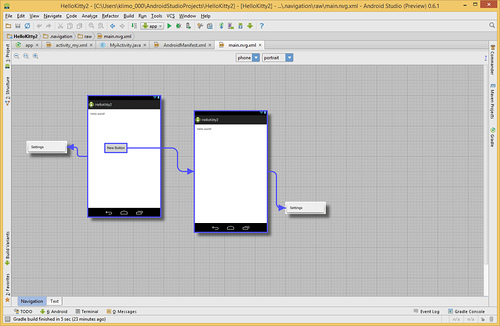 HelloKitty2 - [C:\Users\klimo_000\AndroidStudioProjects\HelloKitty2] - [HelloKitty2] - ...\.navigation\raw\main.nvg.xml - Android Studio (Preview) 0.6.1
File Edit View Navigate Code Analyze Refactor Build Run Tools VCS Window Help
HelloKitty2 .navigation raw main.nvg.xml
app activity_my.xml MyActivity.java AndroidManifest.xml main.nvg.xml
phone portrait
1: Project
Z: Structure
Build Variants
2: Favorites
Commander
Maven Projects
Gradle
HelloKitty2
Hello world!
New Button
Settings
HelloKitty2
Hello world!
Settings
Navigation Text
TODO 6: Android Terminal 0: Messages Event Log Gradle Console
Gradle build finished in 5 sec (23 minutes ago) n/a n/a